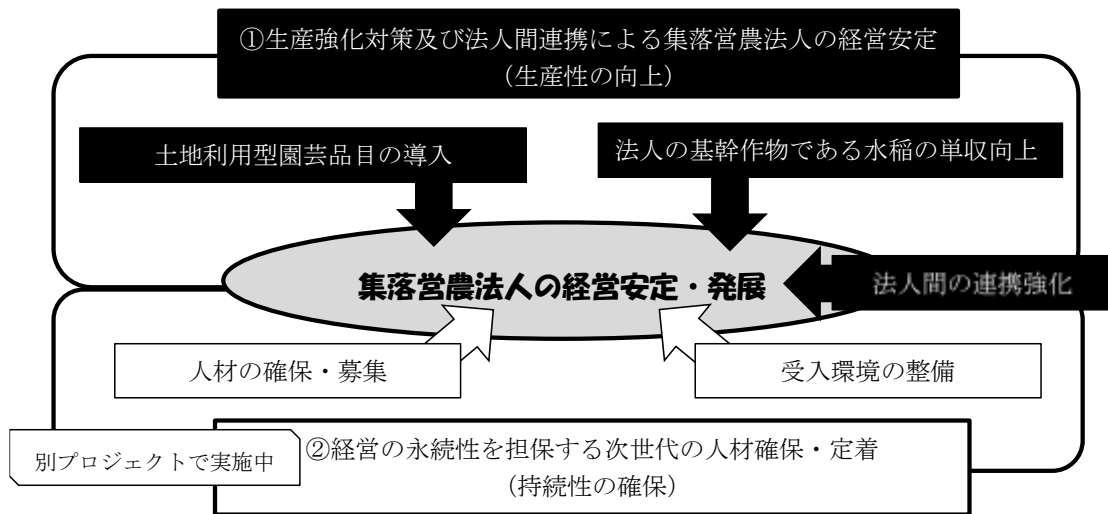 ①生産強化対策及び法人間連携による集落営農法人の経営安定
（生産性の向上）
土地利用型園芸品目の導入
法人の基幹作物である水稲の単収向上
集落営農法人の経営安定・発展
法人間の連携強化
人材の確保・募集
受入環境の整備
別プロジェクトで実施中
②経営の永続性を担保する次世代の人材確保・定着
（持続性の確保）